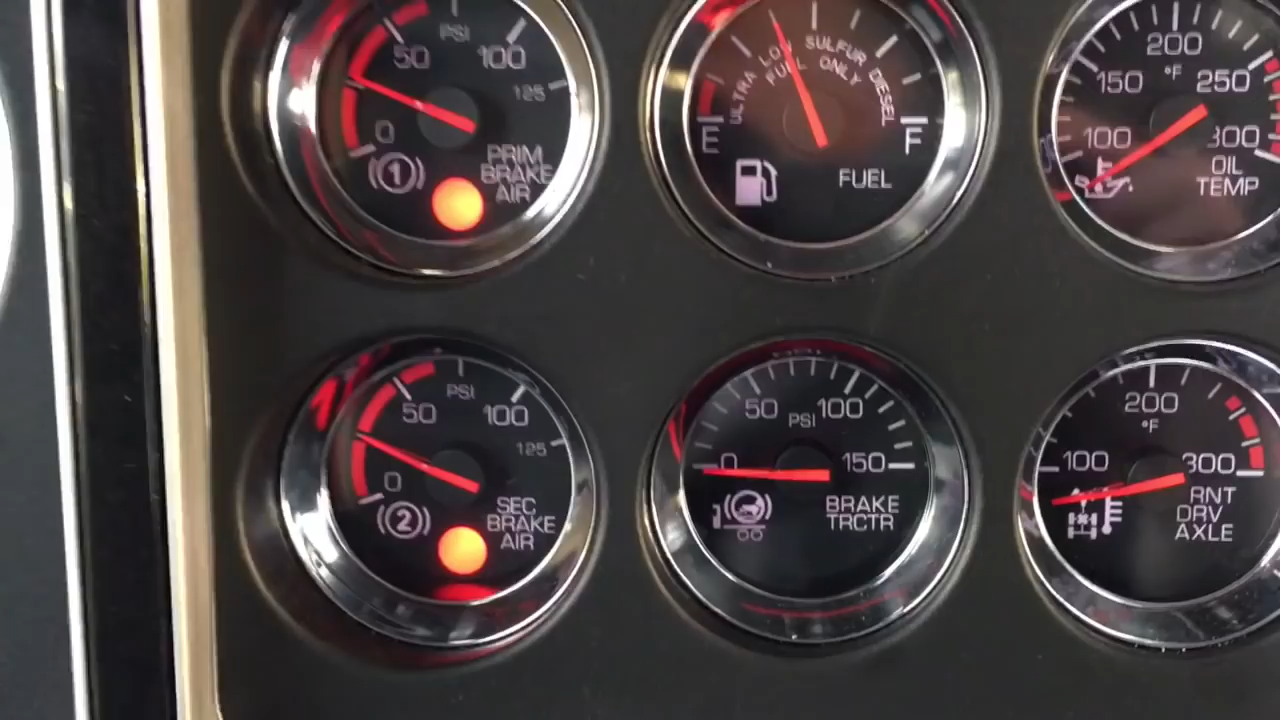 PSI
50
100
125
0
(1)
PRIM
BRAKE
AIR
ULTRA LOW SULFUR DIESEL
FUEL ONLY
E
F
FUEL
200
°F
150
250
100
300
OIL
TEMP
PSI
50
100
125
0
(2)
SEC
BRAKE
AIR
50
PSI
100
0
150
BRAKE
TRCTR
200
°F
100
300
RNT
DRV
AXLE